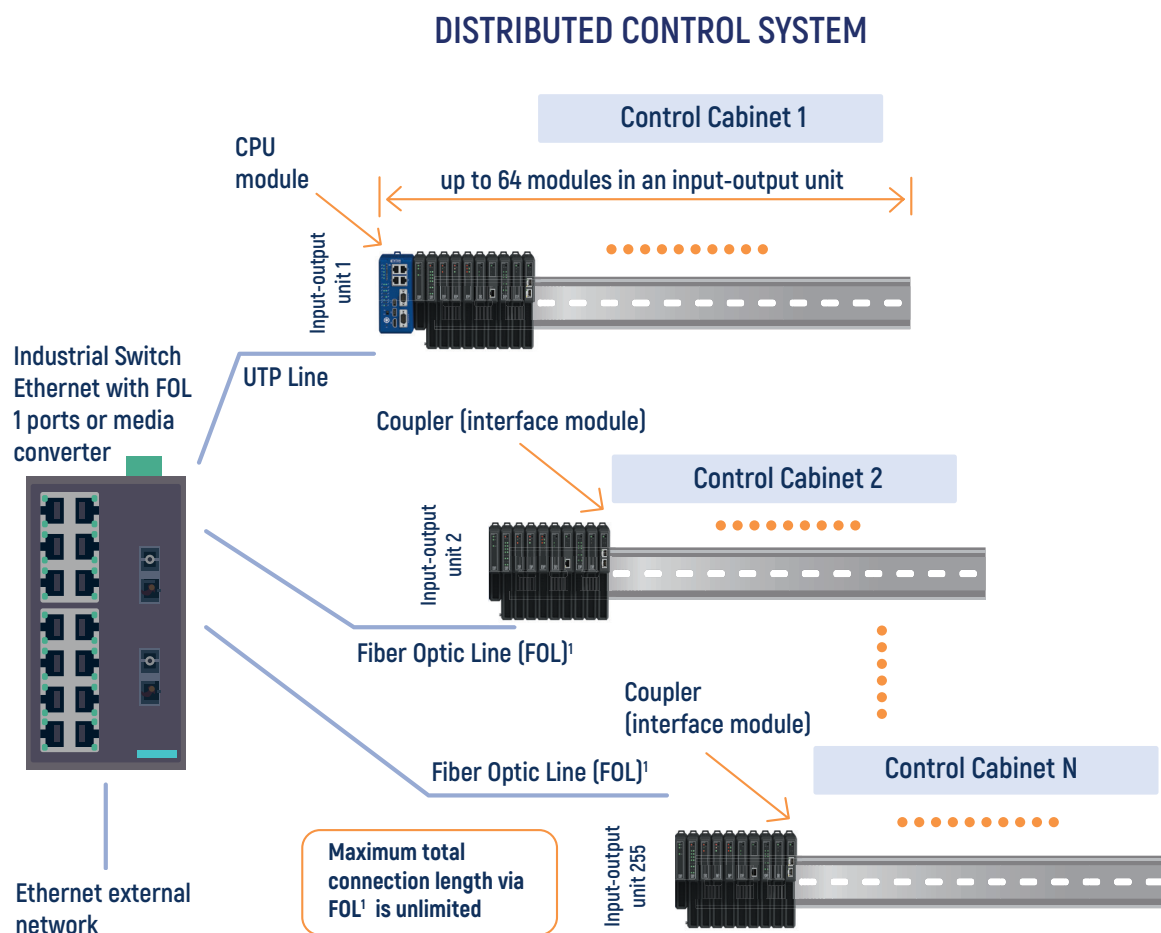 DISTRIBUTED CONTROL SYSTEM
Control Cabinet 1
CPU
module
up to 64 modules in an input-output unit
Input-output
unit 1
Industrial Switch
Ethernet with FOL
1 ports or media
converter
UTP Line
Coupler (interface module)
Control Cabinet 2
Input-output
unit 2
Fiber Optic Line (FOL)¹
Coupler
(interface module)
Fiber Optic Line (FOL)¹
Control Cabinet N
Input-output
unit 255
Maximum total
connection length via
FOL¹ is unlimited
Ethernet external
network